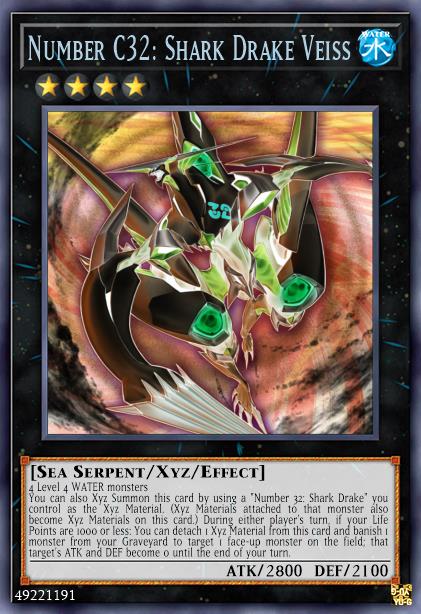 Number C32: Shark Drake Veiss
WATER
水
32
[Sea Serpent/Xyz/Effect]
4 Level 4 WATER monsters
You can also Xyz Summon this card by using a "Number 32: Shark Drake" you
control as the Xyz Material. (Xyz Materials attached to that monster also
become Xyz Materials on this card.) During either player's turn, if your Life
Points are 1000 or less: You can detach 1 Xyz Material from this card and banish 1
monster from your Graveyard to target 1 face-up monster on the field; that
target's ATK and DEF become 0 until the end of your turn.
ATK/2800 DEF/2100
49221191